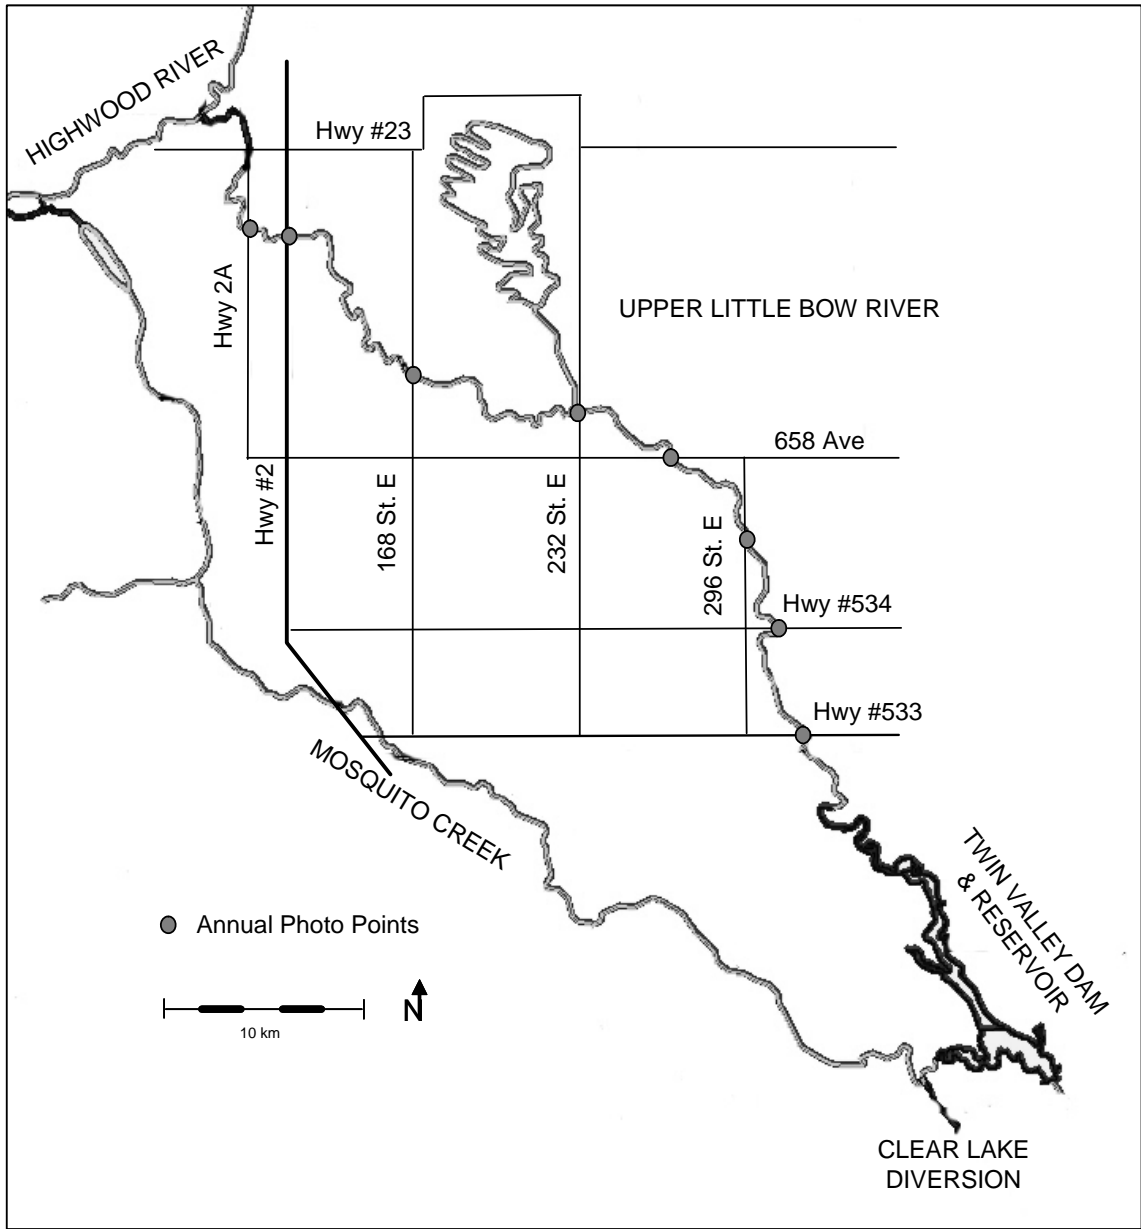 HIGHWOOD RIVER
Hwy #23
Hwy 2A
UPPER LITTLE BOW RIVER
658 Ave
Hwy #2
168 St. E
232 St. E
296 St. E
Hwy #534
Hwy #533
MOSQUITO CREEK
TWIN VALLEY DAM
& RESERVOIR
Annual Photo Points
N
10 km
CLEAR LAKE
DIVERSION